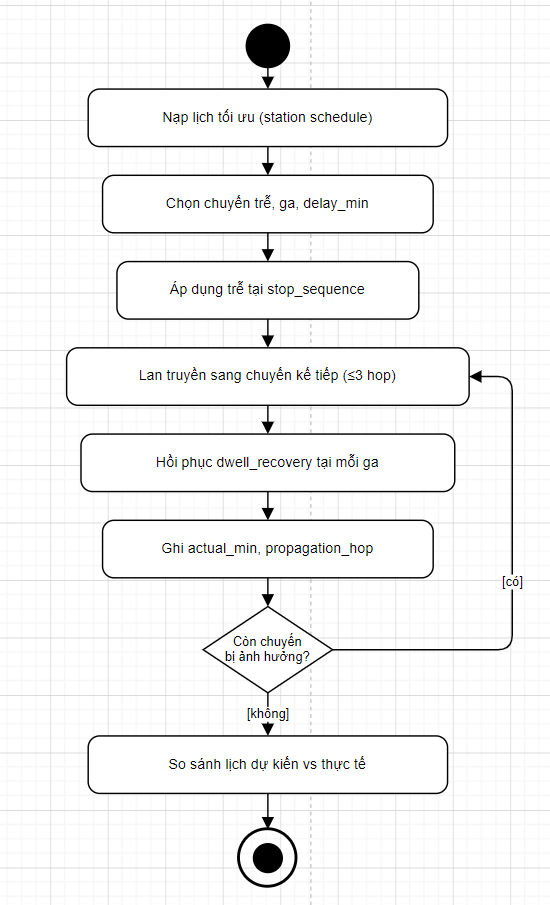 Nạp lịch tối ưu (station schedule)
Chọn chuyến trễ, ga, delay_min
Áp dụng trễ tại stop_sequence
Lan truyền sang chuyến kế tiếp (≤3 hop)
Hồi phục dwell_recovery tại mỗi ga
Ghi actual_min, propagation_hop
[có]
Còn chuyến
bị ảnh hưởng?
[không]
So sánh lịch dự kiến vs thực tế